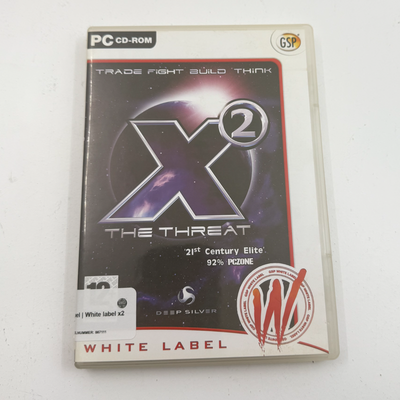 PC CD-ROM
GSP
TRADE FIGHT BUILD THINK
X2
THE THREAT
"21st Century Elite"
92% PCZONE
DEEP SILVER
el | White label x2
WHITE LABEL